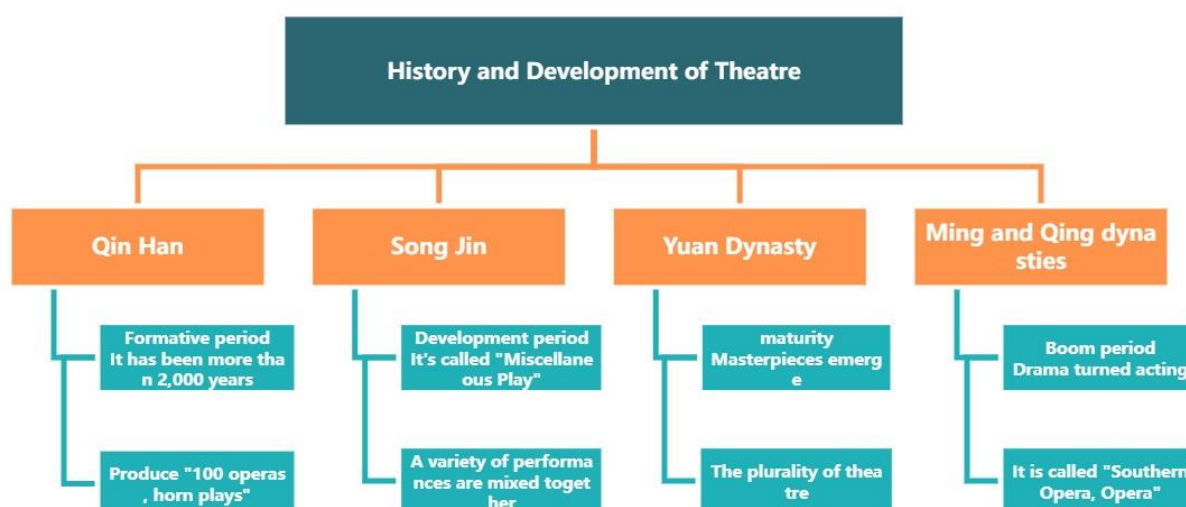 History and Development of Theatre
Qin Han
Song Jin
Yuan Dynasty
Ming and Qing dyna
sties
Formative period
It has been more tha
n 2,000 years
Development period
It's called "Miscellane
ous Play"
maturity
Masterpieces emerg
e
Boom period
Drama turned acting
Produce "100 operas
, horn plays"
A variety of performa
nces are mixed toget
her
The plurality of thea
tre
It is called "Southern
Opera, Opera"